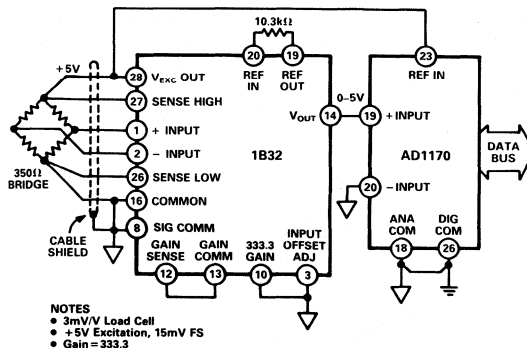 10.3kΩ
+5V
28 VEXC OUT
20 REF IN
19 REF OUT
23 REF IN
27 SENSE HIGH
1 + INPUT
VOUT 14
0–5V
19 + INPUT
2 – INPUT
1B32
AD1170
DATA BUS
350Ω BRIDGE
26 SENSE LOW
16 COMMON
20 – INPUT
8 SIG COMM
CABLE SHIELD
GAIN SENSE 12
GAIN COMM 13
333.3 GAIN 10
INPUT OFFSET ADJ 3
ANA COM 18
DIG COM 26
NOTES
• 3mV/V Load Cell
• +5V Excitation, 15mV FS
• Gain = 333.3